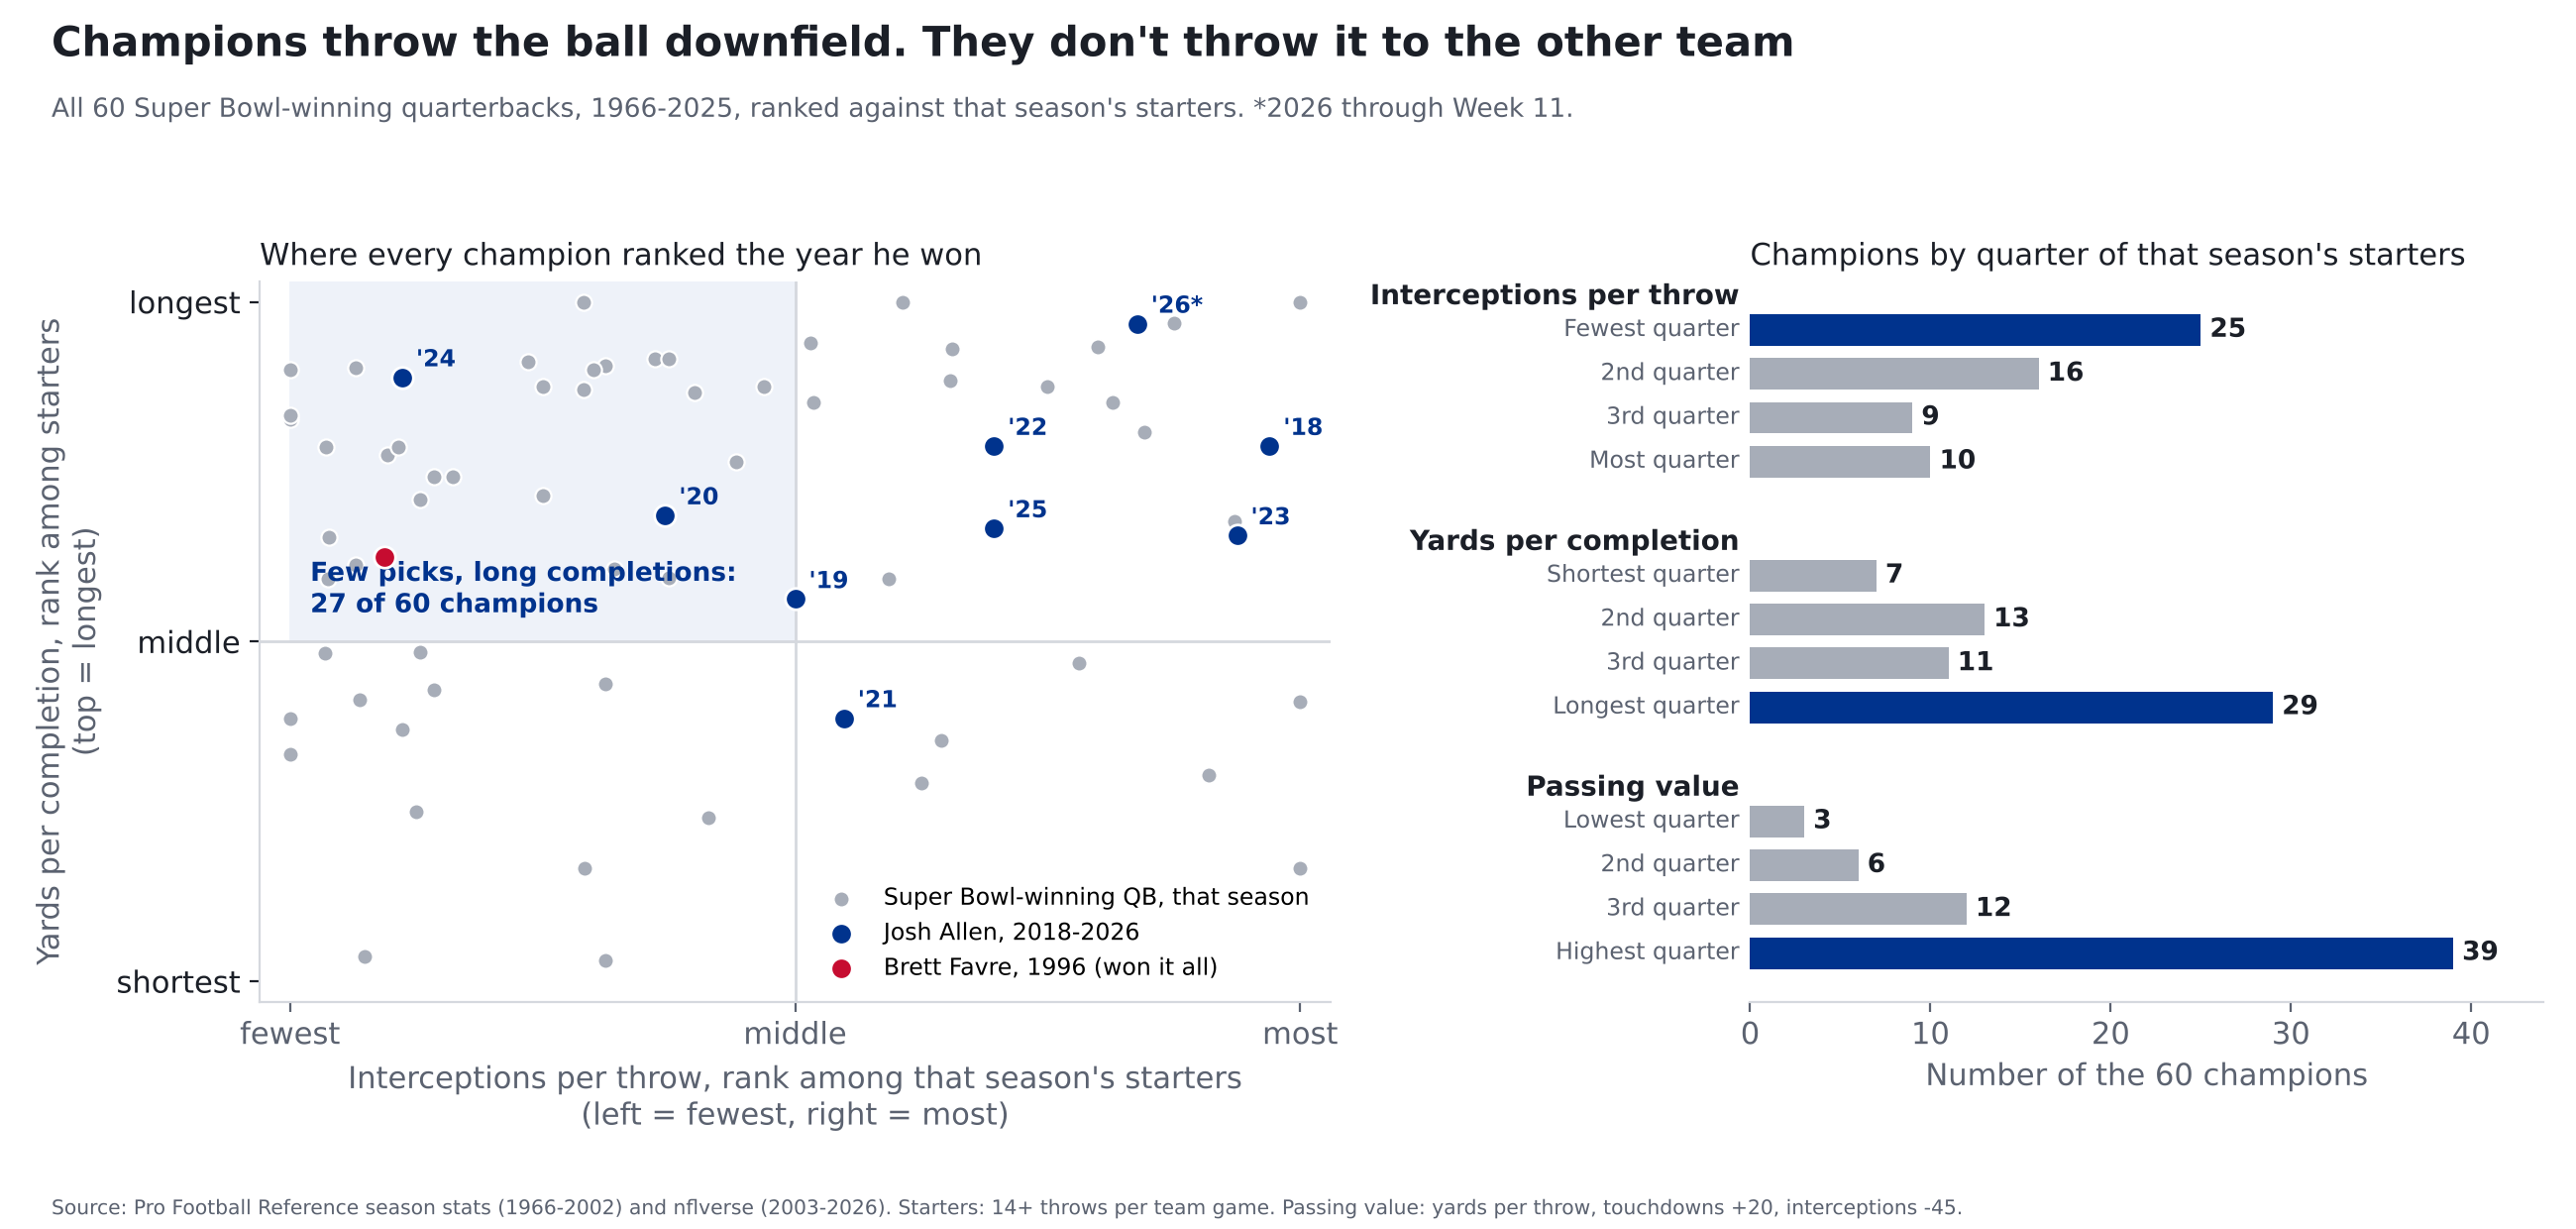 Champions throw the ball downfield. They don't throw it to the other team
All 60 Super Bowl-winning quarterbacks, 1966-2025, ranked against that season's starters. *2026 through Week 11.
Where every champion ranked the year he won
Yards per completion, rank among starters
(top = longest)
longest
middle
shortest
'26*
'24
'22
'18
'20
'25
'23
Few picks, long completions:
27 of 60 champions
'19
'21
Super Bowl-winning QB, that season
Josh Allen, 2018-2026
Brett Favre, 1996 (won it all)
fewest
middle
most
Interceptions per throw, rank among that season's starters
(left = fewest, right = most)
Champions by quarter of that season's starters
Interceptions per throw
Fewest quarter 25
2nd quarter 16
3rd quarter 9
Most quarter 10
Yards per completion
Shortest quarter 7
2nd quarter 13
3rd quarter 11
Longest quarter 29
Passing value
Lowest quarter 3
2nd quarter 6
3rd quarter 12
Highest quarter 39
0 10 20 30 40
Number of the 60 champions
Source: Pro Football Reference season stats (1966-2002) and nflverse (2003-2026). Starters: 14+ throws per team game. Passing value: yards per throw, touchdowns +20, interceptions -45.